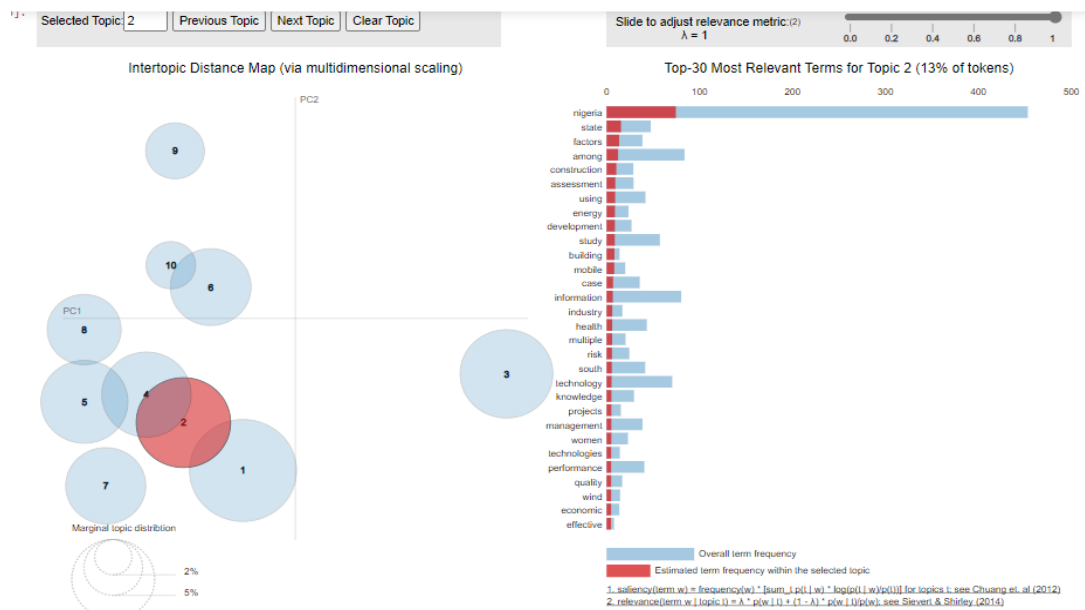 Selected Topic: 2 Previous Topic Next Topic Clear Topic
Slide to adjust relevance metric:(2)
λ = 1
0.0 0.2 0.4 0.6 0.8 1
Intertopic Distance Map (via multidimensional scaling)
PC2
PC1
9
10
6
8
3
5
4
2
1
7
Marginal topic distribtion
2%
5%
Top-30 Most Relevant Terms for Topic 2 (13% of tokens)
0 100 200 300 400 500
nigeria
state
factors
among
construction
assessment
using
energy
development
study
building
mobile
case
information
industry
health
multiple
risk
south
technology
knowledge
projects
management
women
technologies
performance
quality
wind
economic
effective
Overall term frequency
Estimated term frequency within the selected topic
1. saliency(term w) = frequency(w) * [sum_t p(t | w) * log(p(t | w)/p(t))] for topics t; see Chuang et. al (2012)
2. relevance(term w | topic t) = λ * p(w | t) + (1 - λ) * p(w | t)/p(w); see Sievert & Shirley (2014)